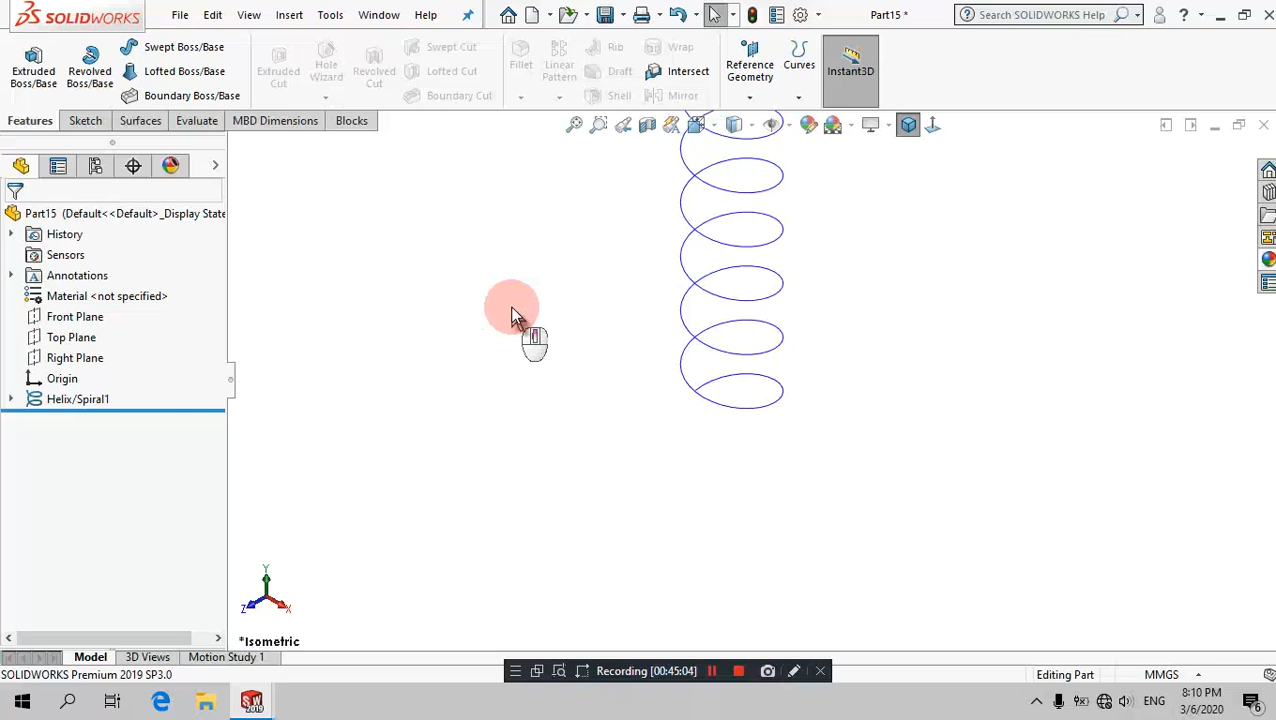 SOLIDWORKS
File
Edit
View
Insert
Tools
Window
Help
Part15 *
Search SOLIDWORKS Help
?
Extruded Boss/Base
Revolved Boss/Base
Swept Boss/Base
Lofted Boss/Base
Boundary Boss/Base
Extruded Cut
Hole Wizard
Revolved Cut
Swept Cut
Lofted Cut
Boundary Cut
Fillet
Linear Pattern
Rib
Draft
Shell
Wrap
Intersect
Mirror
Reference Geometry
Curves
Instant3D
Features
Sketch
Surfaces
Evaluate
MBD Dimensions
Blocks
Part15 (Default<<Default>_Display State
History
Sensors
Annotations
Material <not specified>
Front Plane
Top Plane
Right Plane
Origin
Helix/Spiral1
Y
Z
X
*Isometric
Model
3D Views
Motion Study 1
SOLIDWORKS Premium 2019 SP3.0
Recording [00:45:04]
Editing Part
MMGS
SW
2019
ENG
8:10 PM
3/6/2020
6